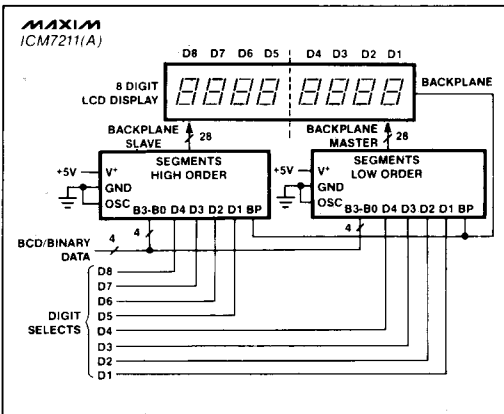 MAXIM
ICM7211(A)
D8 D7 D6 D5 D4 D3 D2 D1
8 DIGIT
LCD DISPLAY
BACKPLANE
BACKPLANE
SLAVE
28
BACKPLANE
MASTER
28
+5V
V+
GND
OSC
SEGMENTS
HIGH ORDER
B3-B0 D4 D3 D2 D1 BP
+5V
V+
GND
OSC
SEGMENTS
LOW ORDER
B3-B0 D4 D3 D2 D1 BP
4
4
BCD/BINARY
DATA
4
DIGIT
SELECTS
D8
D7
D6
D5
D4
D3
D2
D1